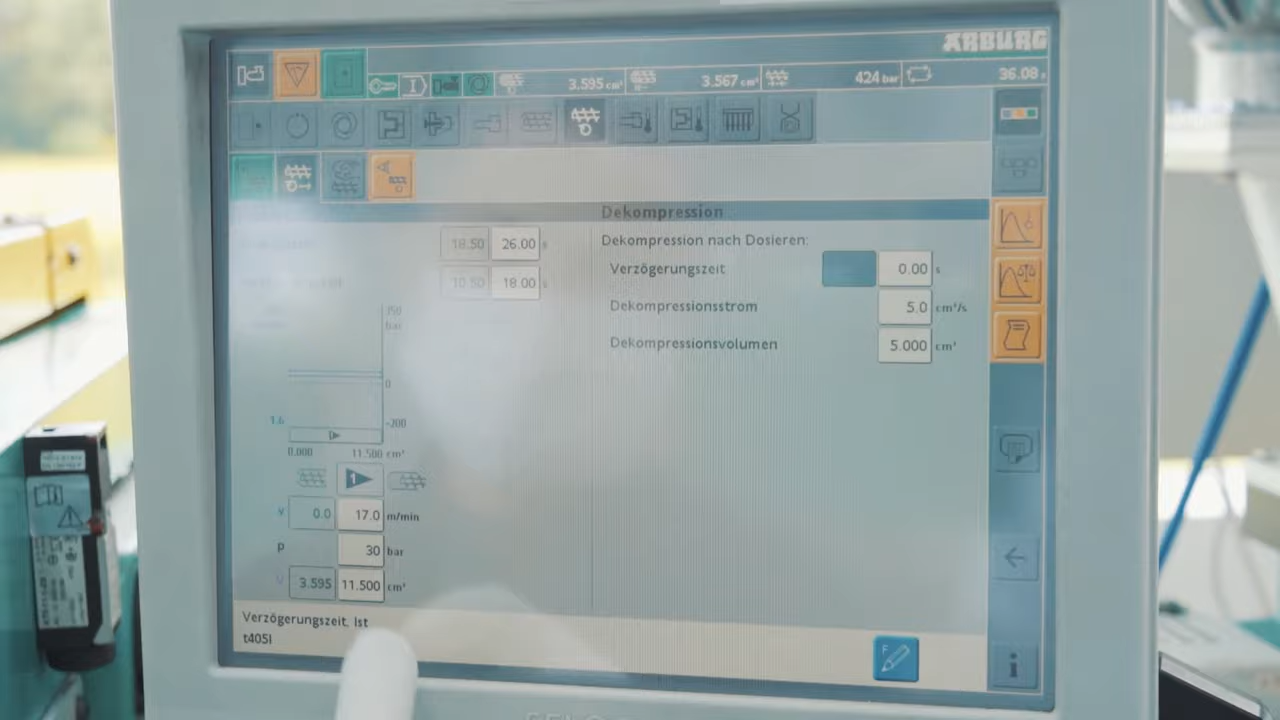 ARBURG
3.595 cm³ 3.567 cm³ 424 bar 36.08 s
Dekompression
18.50 26.00 s
Dekompression nach Dosieren:
Verzögerungszeit 0.00 s
10.50 18.00 s
Dekompressionsstrom 5.0 cm³/s
350
bar
Dekompressionsvolumen 5.000 cm³
0
1.6 -200
0.000 11.500 cm³
1
v 0.0 17.0 m/min
p 30 bar
V 3.595 11.500 cm³
Verzögerungszeit. Ist
t405I
F